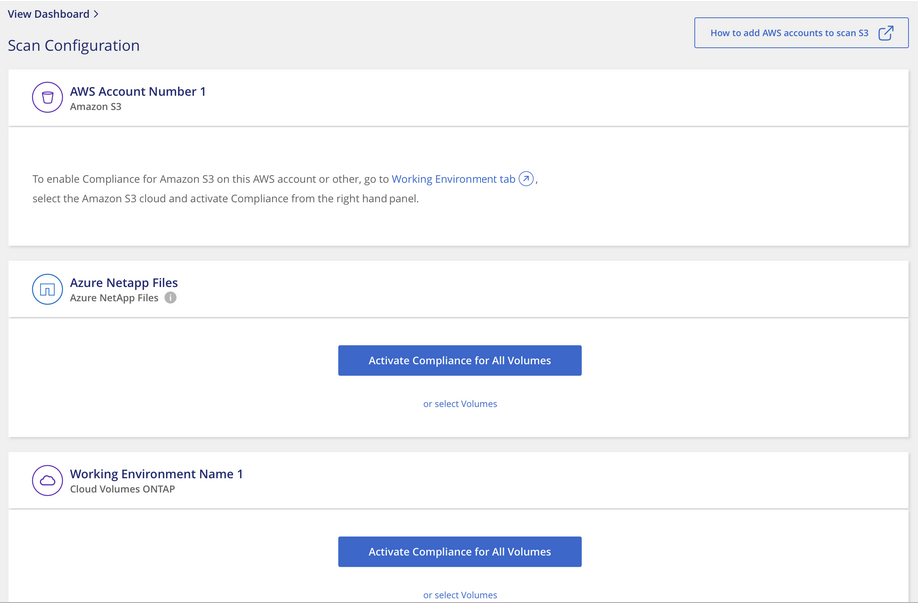 View Dashboard >
Scan Configuration
How to add AWS accounts to scan S3
AWS Account Number 1
Amazon S3
To enable Compliance for Amazon S3 on this AWS account or other, go to Working Environment tab ,
select the Amazon S3 cloud and activate Compliance from the right hand panel.
Azure Netapp Files
Azure NetApp Files i
Activate Compliance for All Volumes
or select Volumes
Working Environment Name 1
Cloud Volumes ONTAP
Activate Compliance for All Volumes
or select Volumes